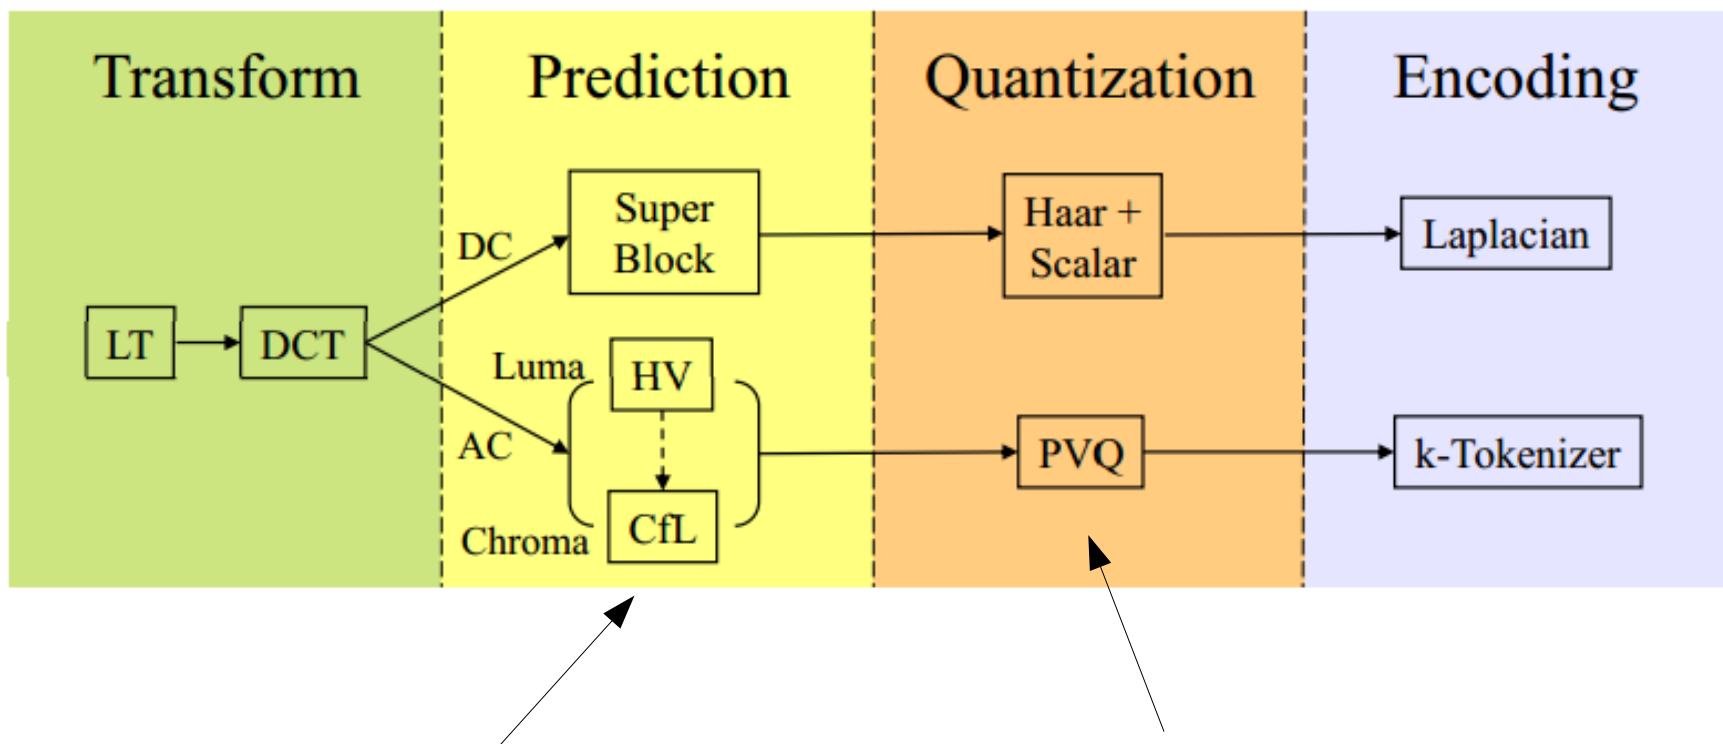 Transform
Prediction
Quantization
Encoding
Super
Block
Haar +
Scalar
Laplacian
DC
LT
DCT
Luma
HV
AC
PVQ
k-Tokenizer
Chroma
CfL